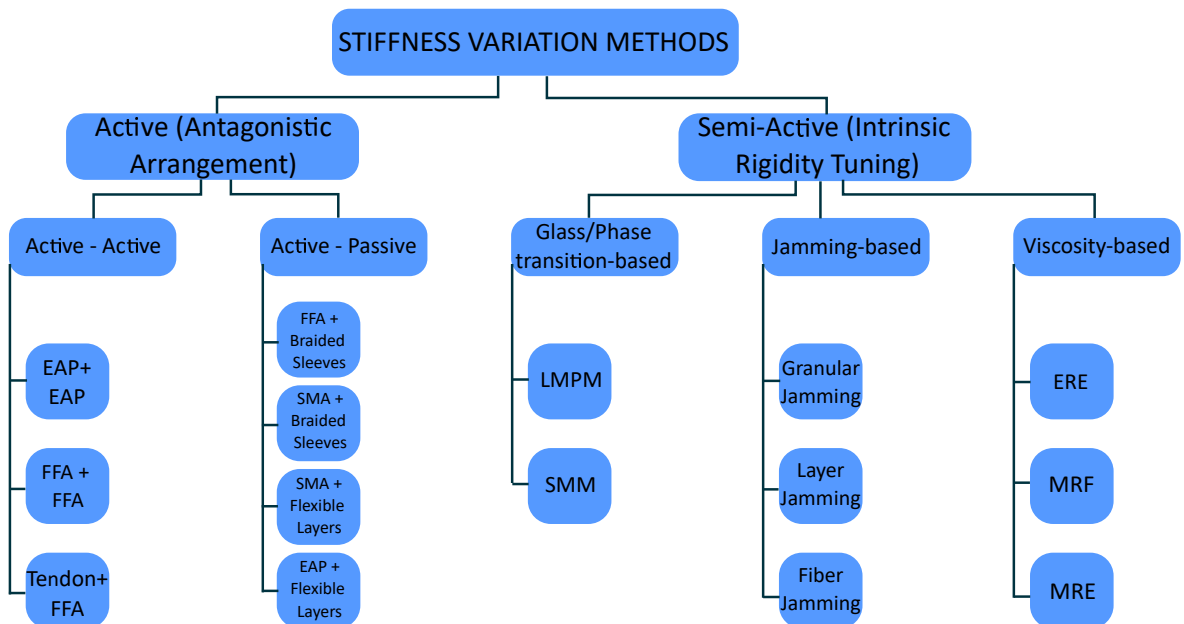 STIFFNESS VARIATION METHODS
Active (Antagonistic
Arrangement)
Semi-Active (Intrinsic
Rigidity Tuning)
Active - Active
Active - Passive
Glass/Phase
transition-based
Jamming-based
Viscosity-based
EAP+
EAP
FFA +
FFA
Tendon+
FFA
FFA +
Braided
Sleeves
SMA +
Braided
Sleeves
SMA +
Flexible
Layers
EAP +
Flexible
Layers
LMPM
SMM
Granular
Jamming
Layer
Jamming
Fiber
Jamming
ERE
MRF
MRE